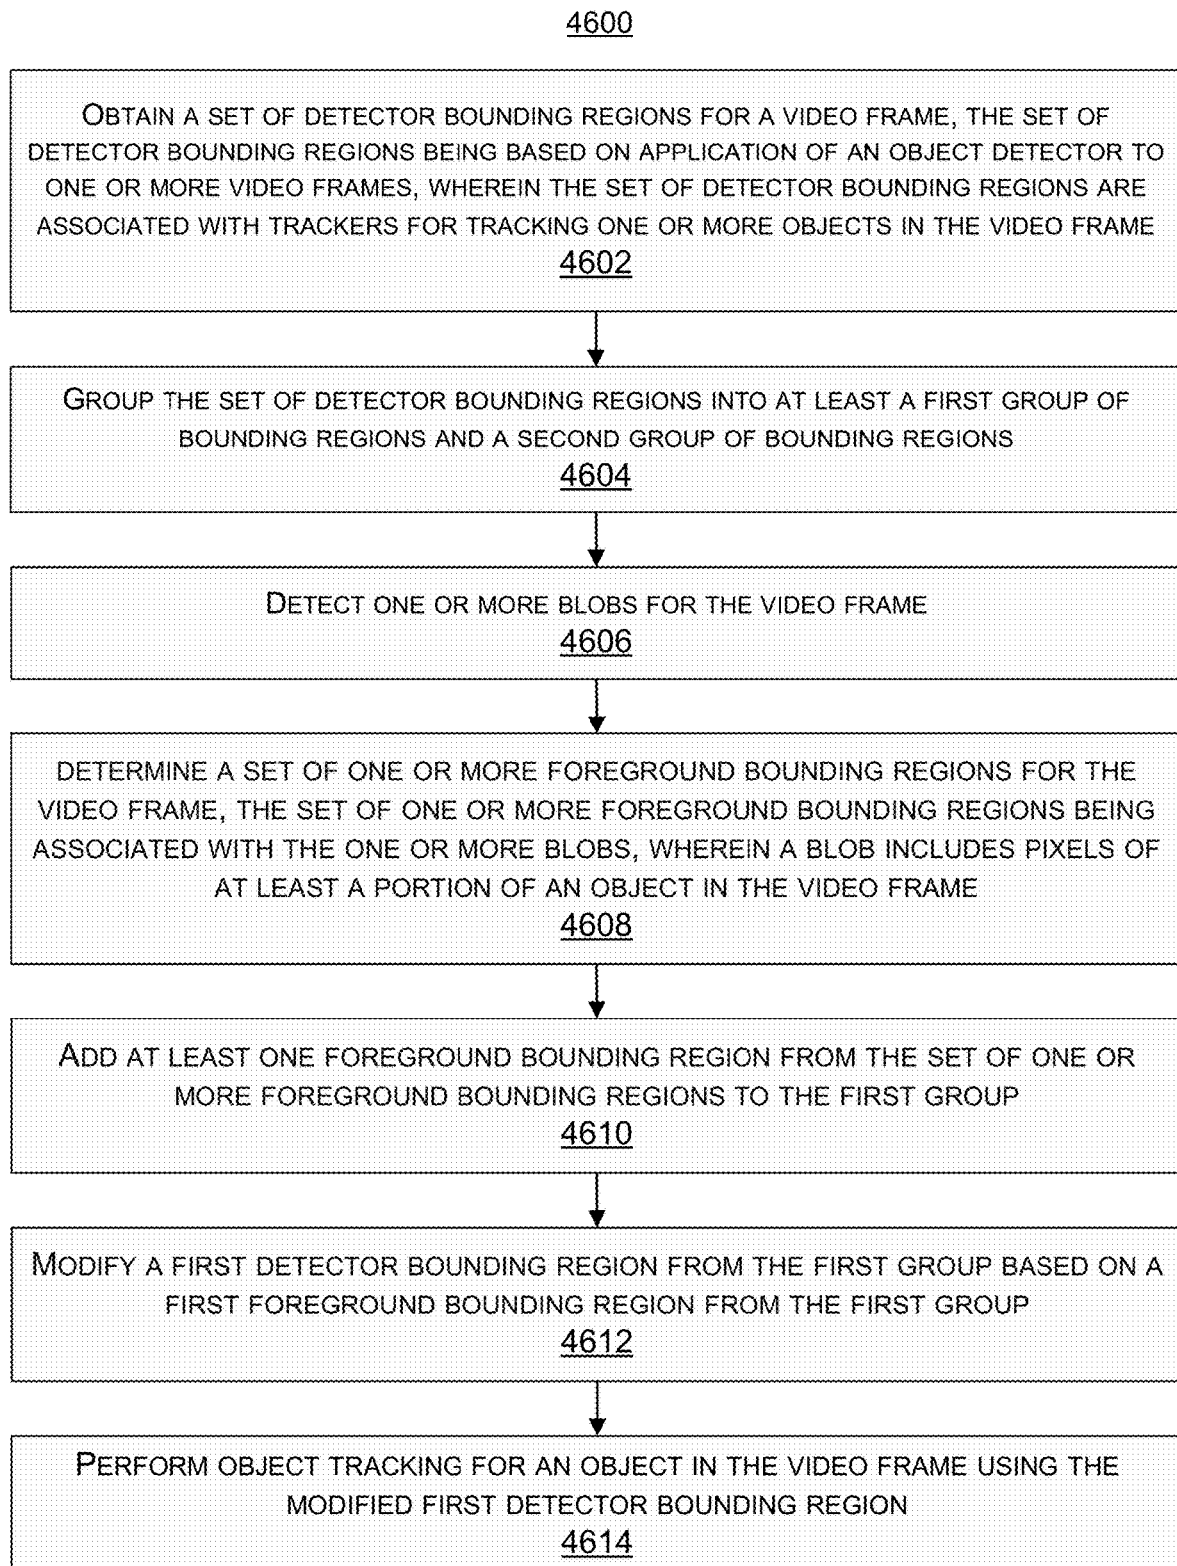 4600
OBTAIN A SET OF DETECTOR BOUNDING REGIONS FOR A VIDEO FRAME, THE SET OF
DETECTOR BOUNDING REGIONS BEING BASED ON APPLICATION OF AN OBJECT DETECTOR TO
ONE OR MORE VIDEO FRAMES, WHEREIN THE SET OF DETECTOR BOUNDING REGIONS ARE
ASSOCIATED WITH TRACKERS FOR TRACKING ONE OR MORE OBJECTS IN THE VIDEO FRAME
4602
GROUP THE SET OF DETECTOR BOUNDING REGIONS INTO AT LEAST A FIRST GROUP OF
BOUNDING REGIONS AND A SECOND GROUP OF BOUNDING REGIONS
4604
DETECT ONE OR MORE BLOBS FOR THE VIDEO FRAME
4606
DETERMINE A SET OF ONE OR MORE FOREGROUND BOUNDING REGIONS FOR THE
VIDEO FRAME, THE SET OF ONE OR MORE FOREGROUND BOUNDING REGIONS BEING
ASSOCIATED WITH THE ONE OR MORE BLOBS, WHEREIN A BLOB INCLUDES PIXELS OF
AT LEAST A PORTION OF AN OBJECT IN THE VIDEO FRAME
4608
ADD AT LEAST ONE FOREGROUND BOUNDING REGION FROM THE SET OF ONE OR
MORE FOREGROUND BOUNDING REGIONS TO THE FIRST GROUP
4610
MODIFY A FIRST DETECTOR BOUNDING REGION FROM THE FIRST GROUP BASED ON A
FIRST FOREGROUND BOUNDING REGION FROM THE FIRST GROUP
4612
PERFORM OBJECT TRACKING FOR AN OBJECT IN THE VIDEO FRAME USING THE
MODIFIED FIRST DETECTOR BOUNDING REGION
4614